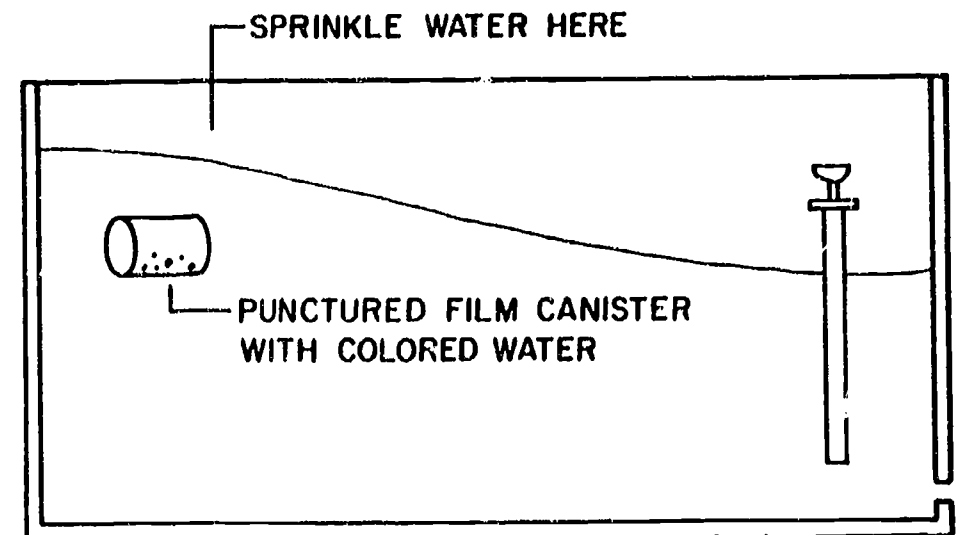 SPRINKLE WATER HERE
PUNCTURED FILM CANISTER
WITH COLORED WATER